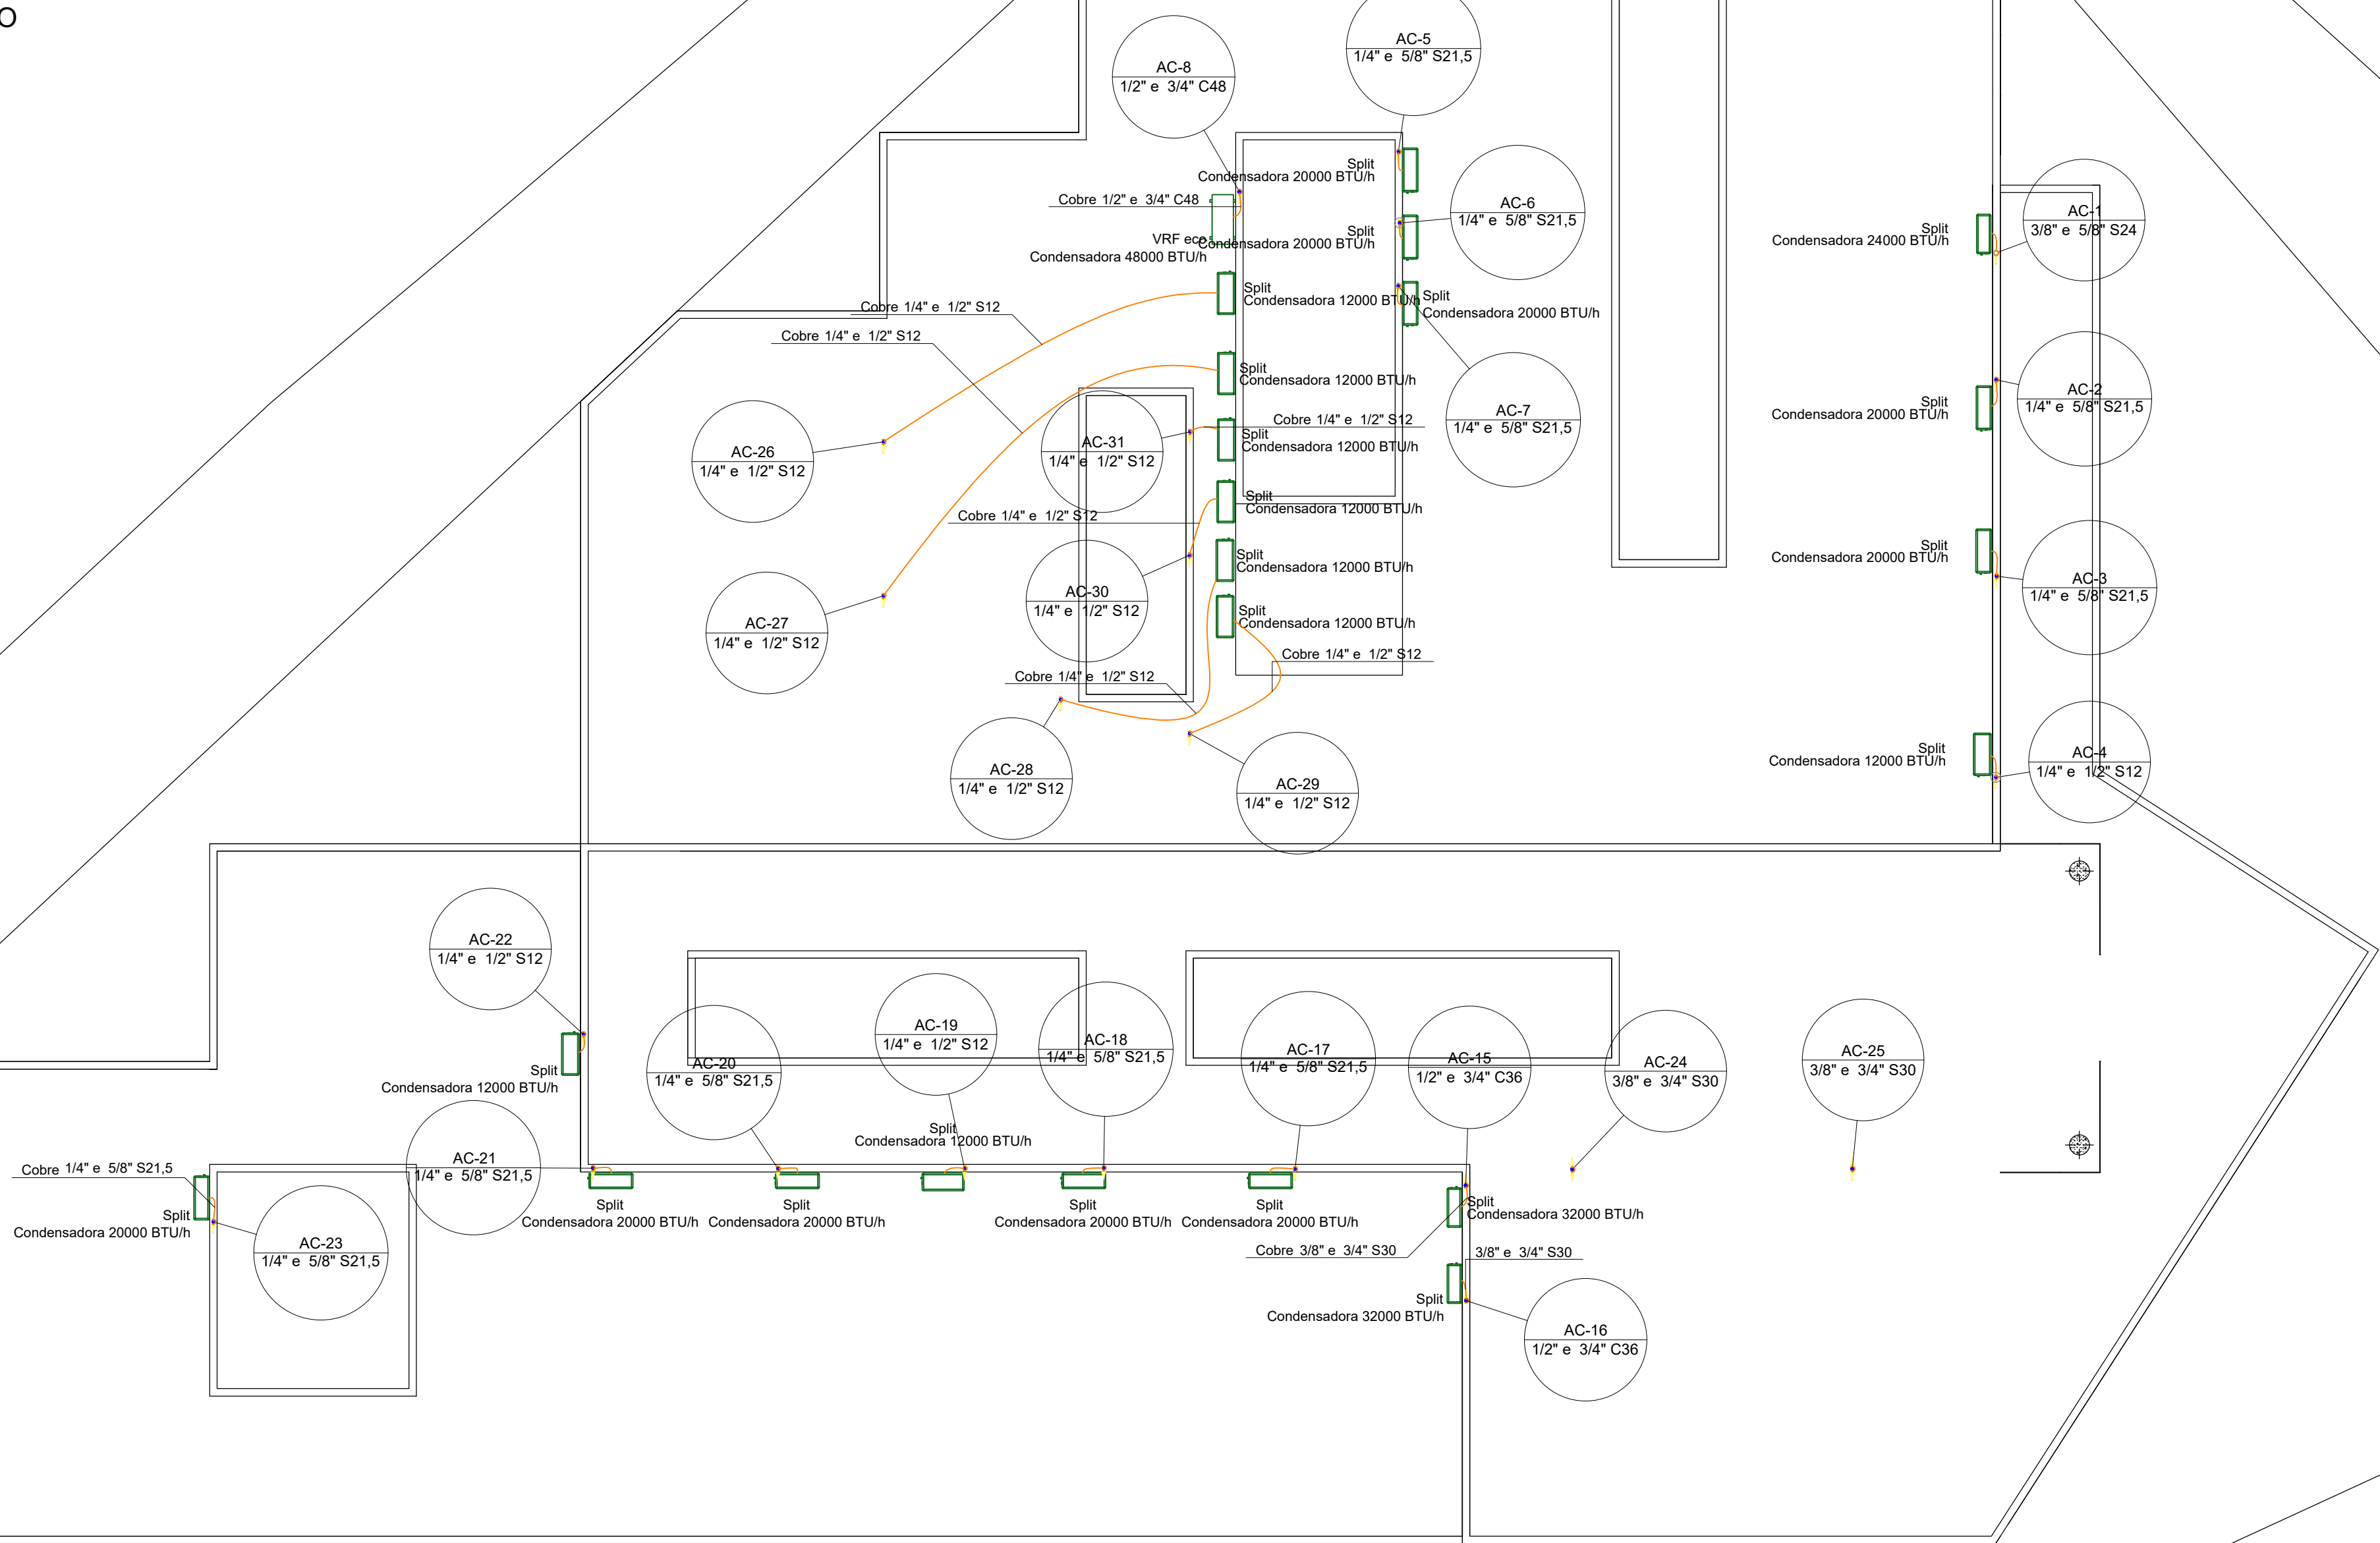 O
AC-5
1/4" e 5/8" S21,5
AC-8
1/2" e 3/4" C48
Split
Condensadora 20000 BTU/h
Cobre 1/2" e 3/4" C48
AC-6
1/4" e 5/8" S21,5
Split
Condensadora 20000 BTU/h
VRF eco
Condensadora 48000 BTU/h
AC-1
3/8" e 5/8" S24
Split
Condensadora 24000 BTU/h
Split
Condensadora 12000 BTU/h
Split
Condensadora 20000 BTU/h
Cobre 1/4" e 1/2" S12
Cobre 1/4" e 1/2" S12
Split
Condensadora 12000 BTU/h
AC-2
1/4" e 5/8" S21,5
Split
Condensadora 20000 BTU/h
AC-7
1/4" e 5/8" S21,5
Cobre 1/4" e 1/2" S12
Split
Condensadora 12000 BTU/h
AC-31
1/4" e 1/2" S12
AC-26
1/4" e 1/2" S12
Split
Condensadora 12000 BTU/h
Cobre 1/4" e 1/2" S12
Split
Condensadora 12000 BTU/h
Split
Condensadora 20000 BTU/h
AC-3
1/4" e 5/8" S21,5
AC-30
1/4" e 1/2" S12
Split
Condensadora 12000 BTU/h
AC-27
1/4" e 1/2" S12
Cobre 1/4" e 1/2" S12
Cobre 1/4" e 1/2" S12
Split
Condensadora 12000 BTU/h
AC-4
1/4" e 1/2" S12
AC-28
1/4" e 1/2" S12
AC-29
1/4" e 1/2" S12
AC-22
1/4" e 1/2" S12
AC-19
1/4" e 1/2" S12
AC-18
1/4" e 5/8" S21,5
AC-17
1/4" e 5/8" S21,5
AC-15
1/2" e 3/4" C36
AC-24
3/8" e 3/4" S30
AC-25
3/8" e 3/4" S30
AC-20
1/4" e 5/8" S21,5
Split
Condensadora 12000 BTU/h
Split
Condensadora 12000 BTU/h
AC-21
1/4" e 5/8" S21,5
Cobre 1/4" e 5/8" S21,5
Split
Condensadora 20000 BTU/h
Split
Condensadora 20000 BTU/h
Split
Condensadora 20000 BTU/h
Split
Condensadora 20000 BTU/h
Split
Condensadora 20000 BTU/h
Split
Condensadora 32000 BTU/h
AC-23
1/4" e 5/8" S21,5
Cobre 3/8" e 3/4" S30
3/8" e 3/4" S30
Split
Condensadora 32000 BTU/h
AC-16
1/2" e 3/4" C36